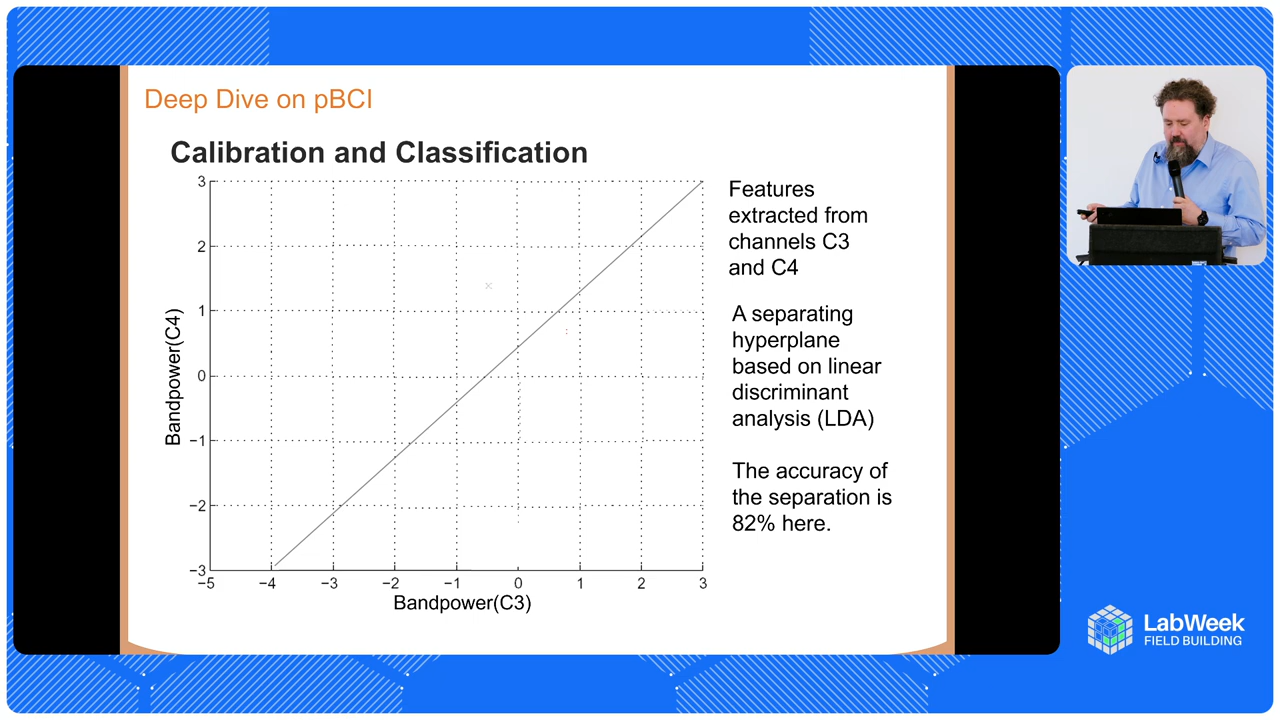 Deep Dive on pBCI
Calibration and Classification
3
2
1
0
−1
−2
−3
Bandpower(C4)
−5
−4
−3
−2
−1
0
1
2
3
Bandpower(C3)
Features
extracted from
channels C3
and C4
A separating
hyperplane
based on linear
discriminant
analysis (LDA)
The accuracy of
the separation is
82% here.
LabWeek
FIELD BUILDING